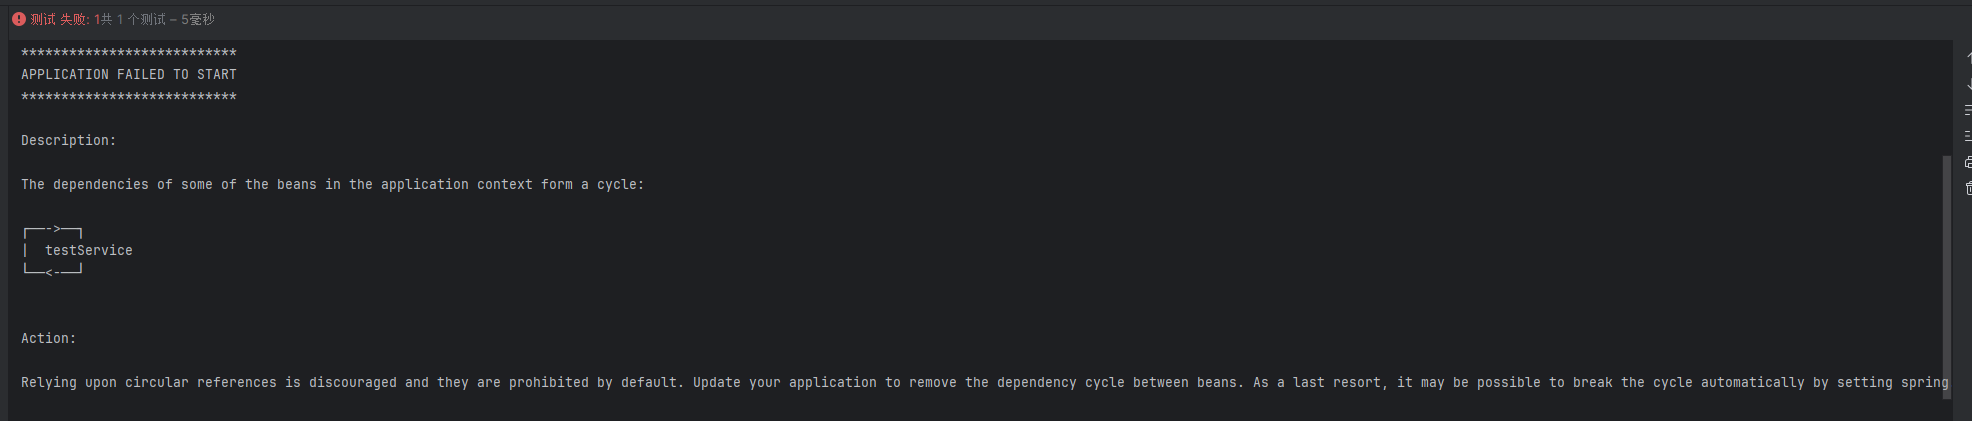 测试 失败: 1共 1 个测试 – 5毫秒
***************************
APPLICATION FAILED TO START
***************************
Description:
The dependencies of some of the beans in the application context form a cycle:
┌──->──┐
|  testService
└──<-──┘
Action:
Relying upon circular references is discouraged and they are prohibited by default. Update your application to remove the dependency cycle between beans. As a last resort, it may be possible to break the cycle automatically by setting spring